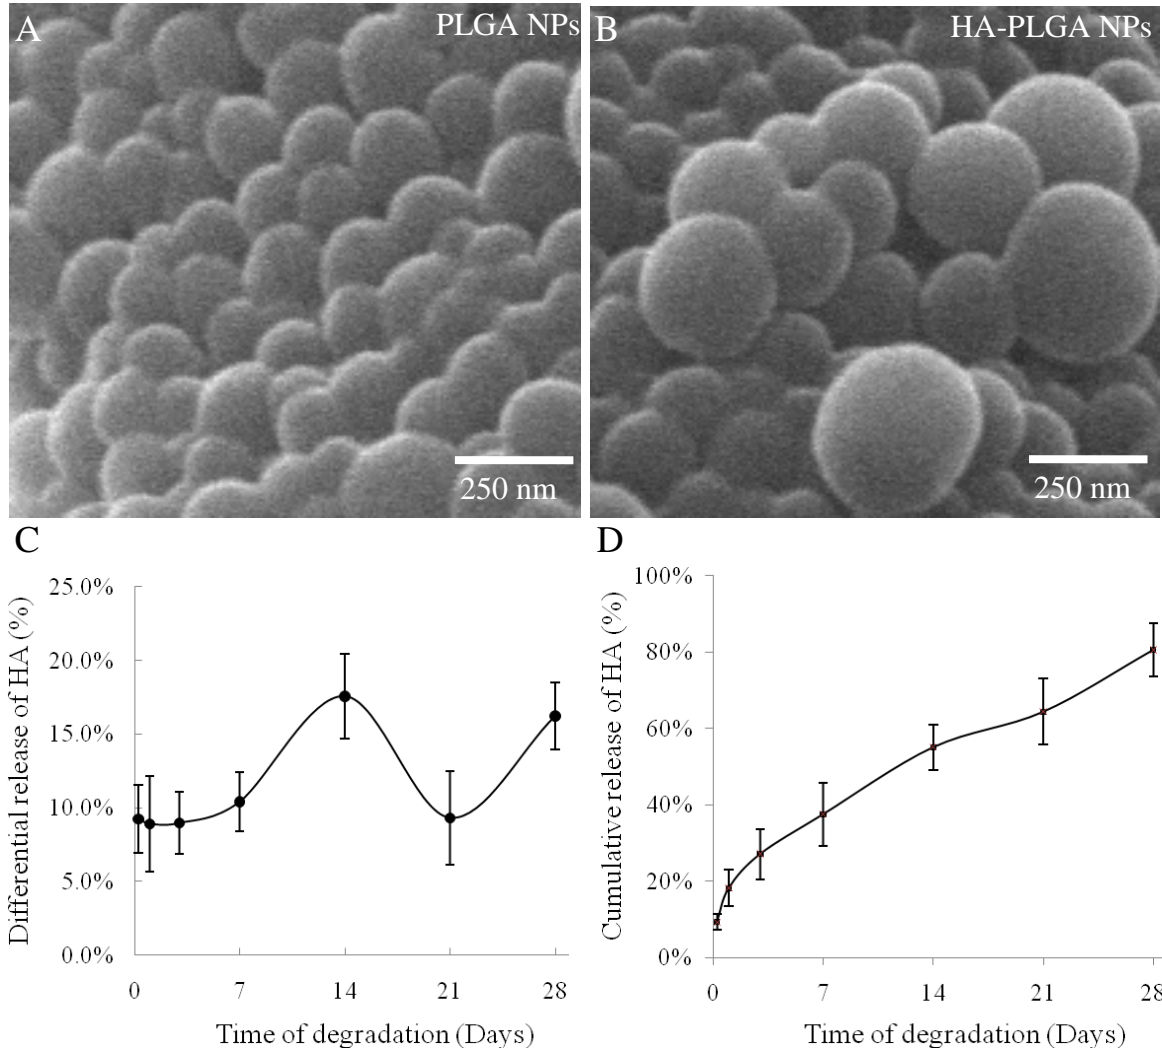 A
PLGA NPs
B
HA-PLGA NPs
250 nm
250 nm
C
D
Differential release of HA (%)
25.0%
20.0%
15.0%
10.0%
5.0%
0.0%
0
7
14
21
28
Time of degradation (Days)
Cumulative release of HA (%)
100%
80%
60%
40%
20%
0%
0
7
14
21
28
Time of degradation (Days)